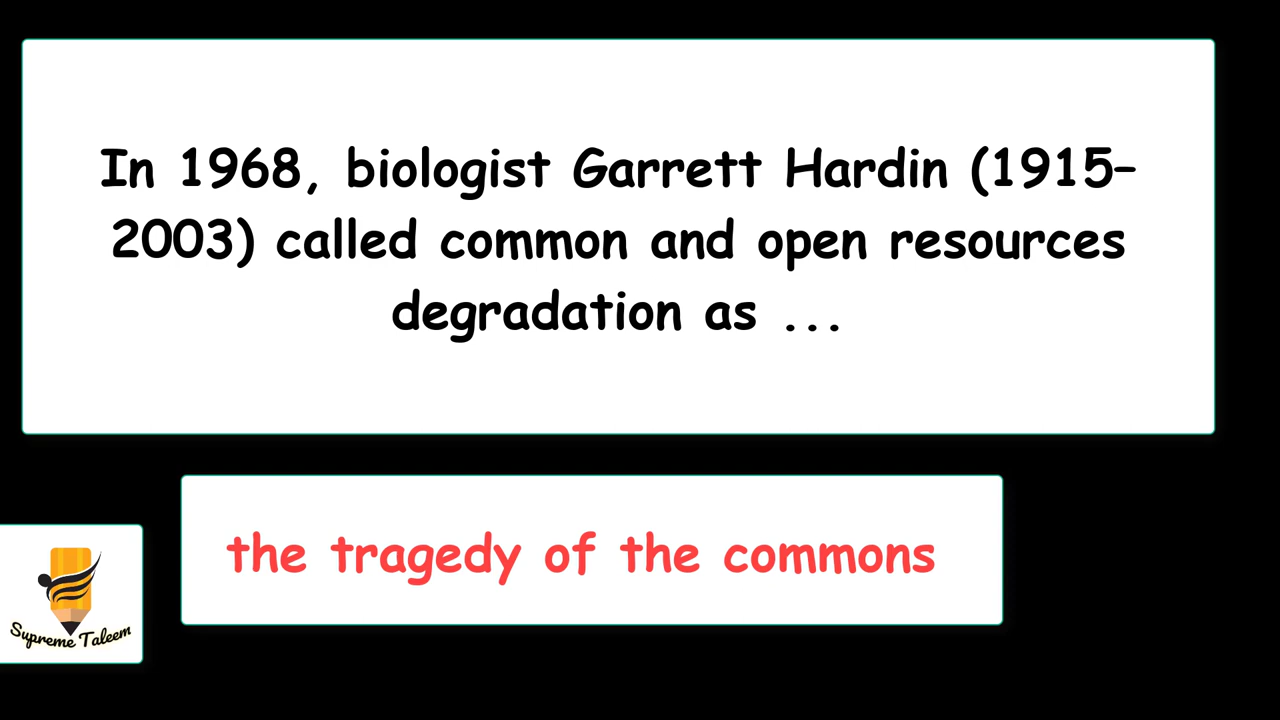 In 1968, biologist Garrett Hardin (1915–
2003) called common and open resources
degradation as ...
the tragedy of the commons
Supreme Taleem